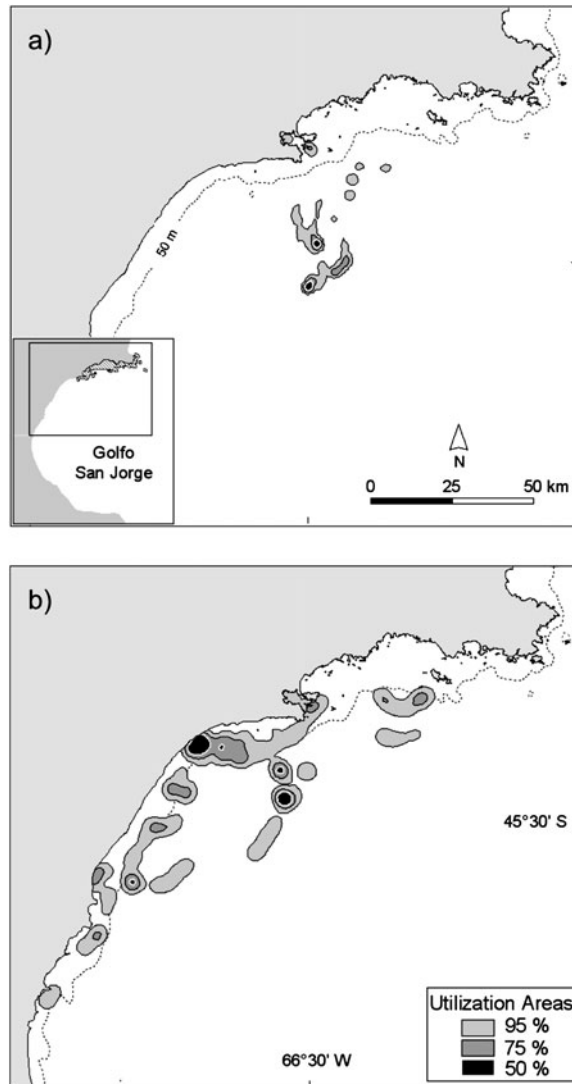 a)
50 m
Golfo
San Jorge
N
0 25 50 km
b)
45°30' S
Utilization Areas
95 %
75 %
50 %
66°30' W